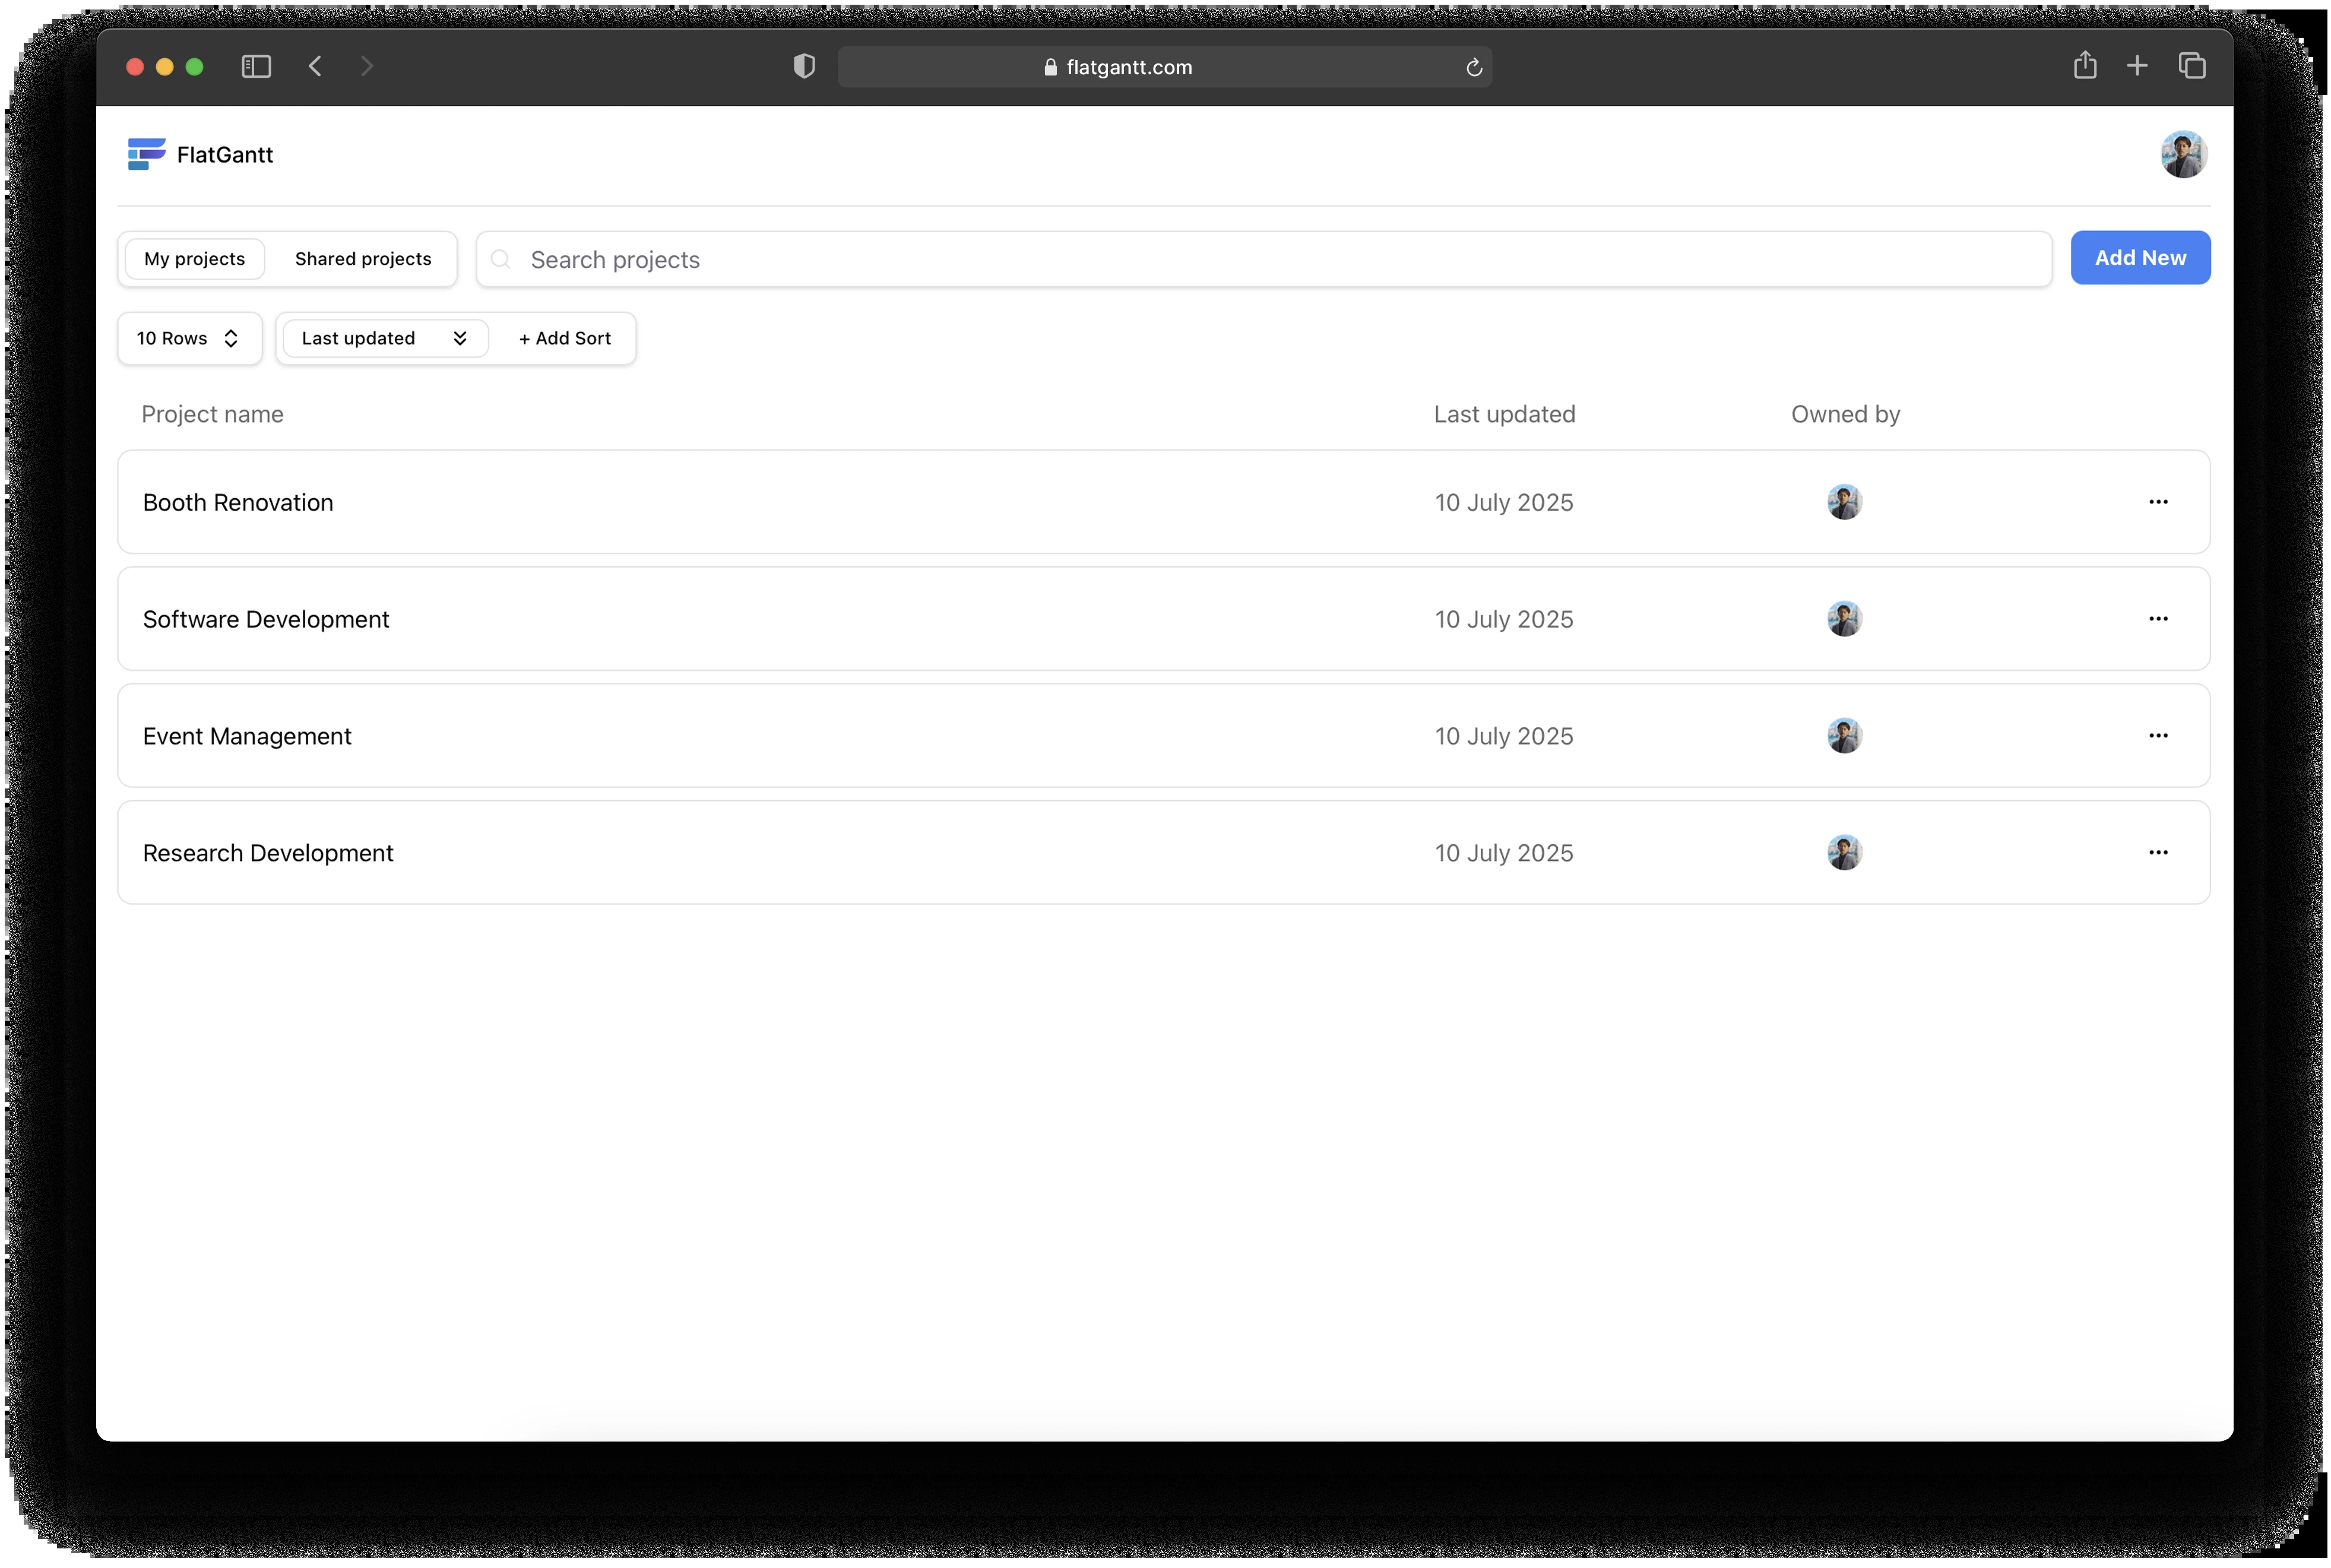 flatgantt.com
FlatGantt
My projects Shared projects Search projects Add New
10 Rows Last updated + Add Sort
Project name Last updated Owned by
Booth Renovation 10 July 2025
Software Development 10 July 2025
Event Management 10 July 2025
Research Development 10 July 2025